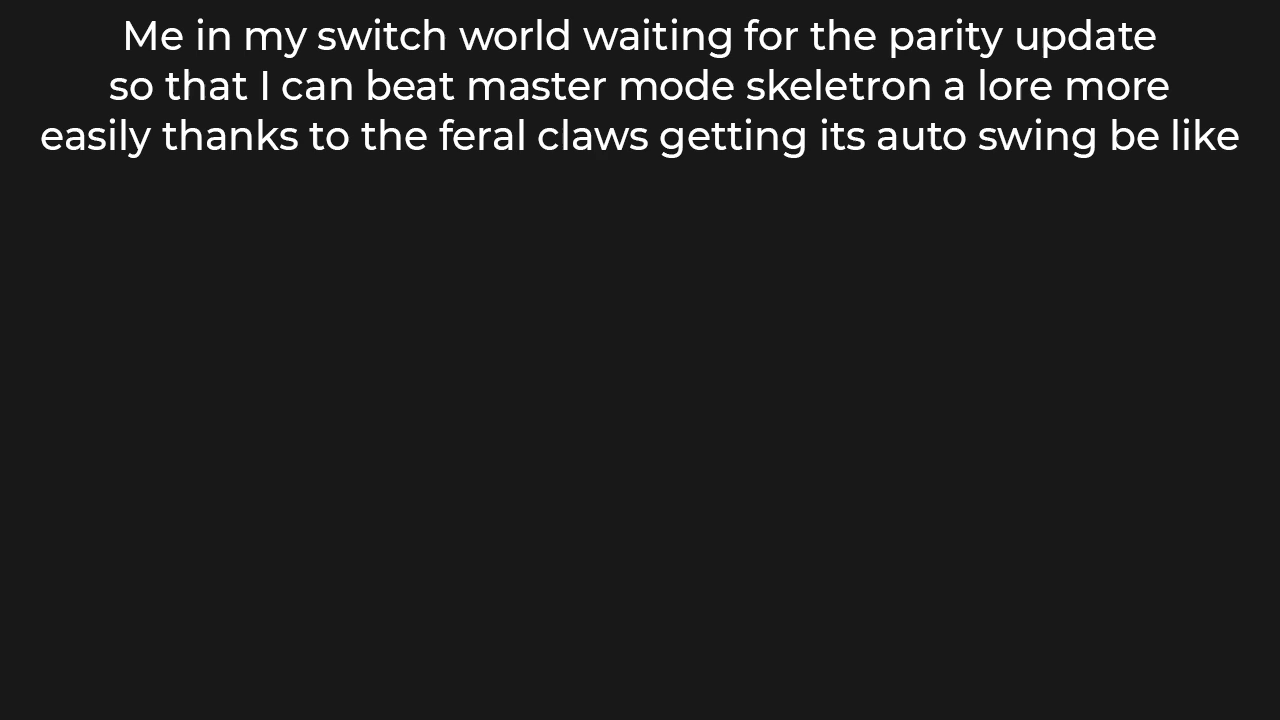 Me in my switch world waiting for the parity update
so that I can beat master mode skeletron a lore more
easily thanks to the feral claws getting its auto swing be like